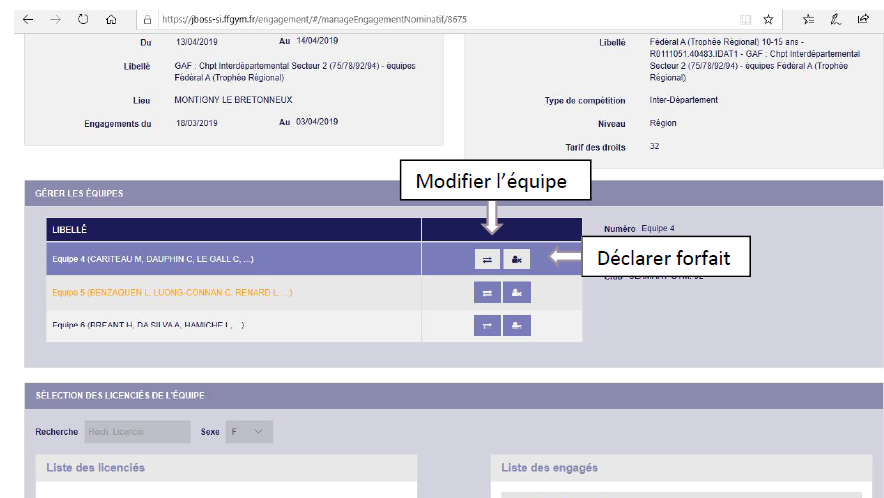 https://jboss-si.ffgym.fr/engagement/#/manageEngagementNominatif/8675
Du 13/04/2019 Au 14/04/2019
Libellé GAF : Chpt Interdépartemental Secteur 2 (75/78/92/94) - équipes
Fédéral A (Trophée Régional)
Lieu MONTIGNY LE BRETONNEUX
Engagements du 18/03/2019 Au 03/04/2019
Libellé Fédéral A (Trophée Régional) 10-15 ans -
R0111051.40483.IDAT1 - GAF : Chpt Interdépartemental
Secteur 2 (75/78/92/94) - équipes Fédéral A (Trophée
Régional)
Type de compétition Inter-Département
Niveau Région
Tarif des droits 32
Modifier l'équipe
GÉRER LES ÉQUIPES
LIBELLÉ
Equipe 4 (CARITEAU M, DAUPHIN C, LE GALL C, ...)
Equipe 5 (BENZAQUEN L, LUONG-CONNAN C, RENARD L, ...)
Equipe 6 (BREANT H, DA SILVA A, HAMICHE I, ...)
Numéro Equipe 4
Déclarer forfait
SÉLECTION DES LICENCIÉS DE L'ÉQUIPE
Recherche Rech. Licencié Sexe F
Liste des licenciés
Liste des engagés